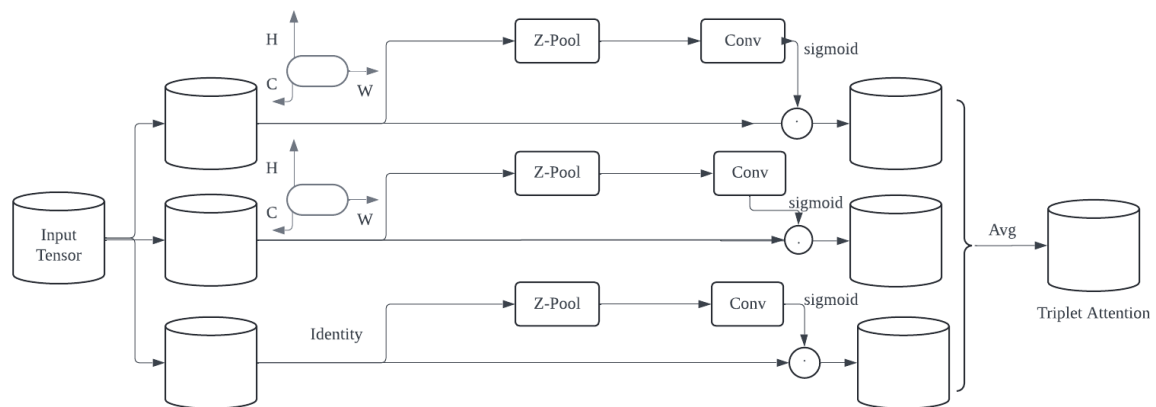 H
C
W
Z-Pool
Conv
sigmoid
H
C
W
Z-Pool
Conv
sigmoid
Input
Tensor
Avg
Triplet Attention
Identity
Z-Pool
Conv
sigmoid